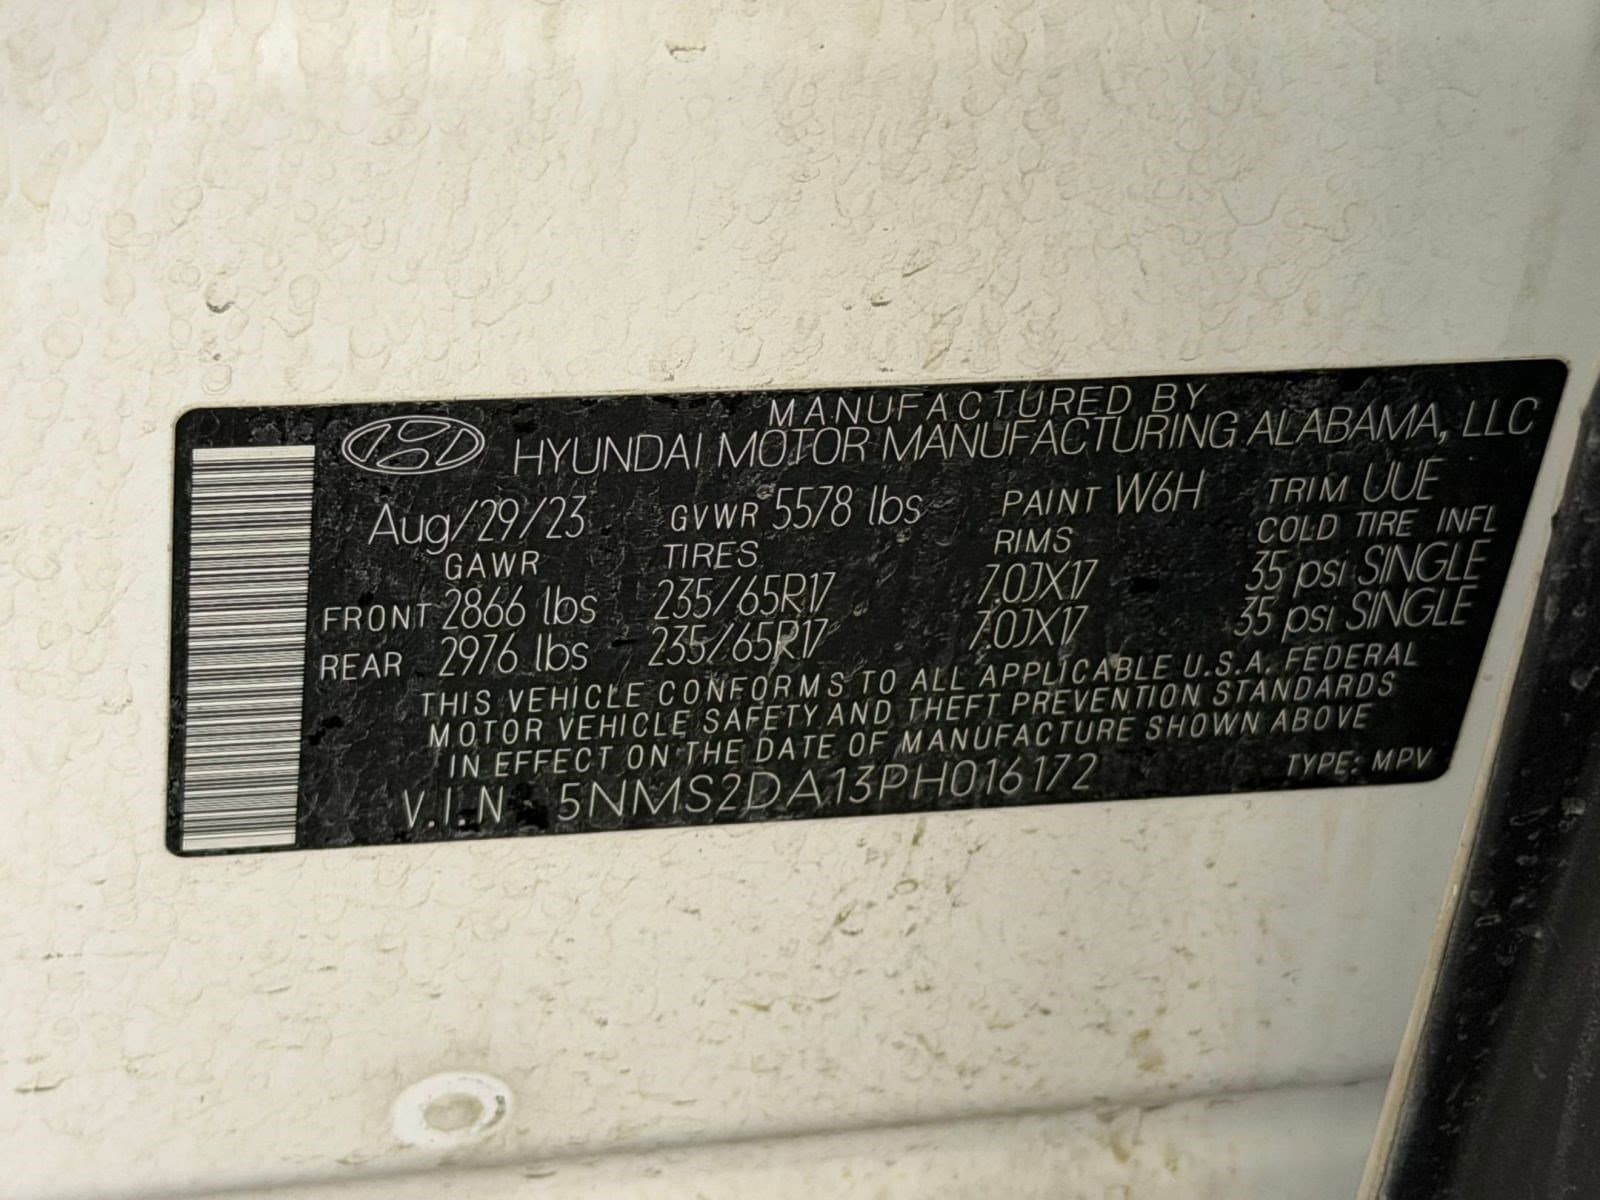 MANUFACTURED BY
HYUNDAI MOTOR MANUFACTURING ALABAMA, LLC
Aug/29/23 GVWR 5578 lbs PAINT W6H TRIM UUE
GAWR TIRES RIMS COLD TIRE INFL
FRONT 2866 lbs 235/65R17 7.0JX17 35 psi SINGLE
REAR 2976 lbs 235/65R17 7.0JX17 35 psi SINGLE
THIS VEHICLE CONFORMS TO ALL APPLICABLE U.S.A. FEDERAL
MOTOR VEHICLE SAFETY AND THEFT PREVENTION STANDARDS
IN EFFECT ON THE DATE OF MANUFACTURE SHOWN ABOVE
V.I.N 5NMS2DA13PH016172 TYPE: MPV